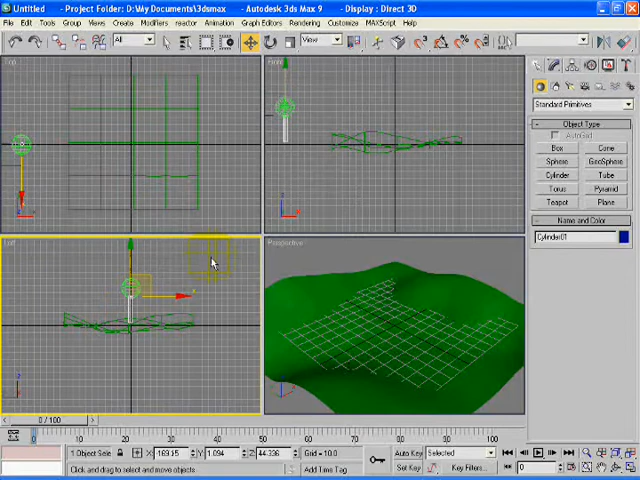 Untitled - Project Folder: D:\My Documents\3dsmax - Autodesk 3ds Max 9 - Display : Direct 3D
File Edit Tools Group Views Create Modifiers reactor Animation Graph Editors Rendering Customize MAXScript Help
All View
Top Front
Left Perspective
Standard Primitives
Object Type
AutoGrid
Box Cone
Sphere GeoSphere
Cylinder Tube
Torus Pyramid
Teapot Plane
Name and Color
Cylinder01
0 / 100
0 10 20 30 40 50 60 70 80 90 100
1 Object Sele X: -169.15 Y: 1.094 Z: 44.336 Grid = 10.0 Auto Key Selected
Click and drag to select and move objects Add Time Tag Set Key Key Filters... 0